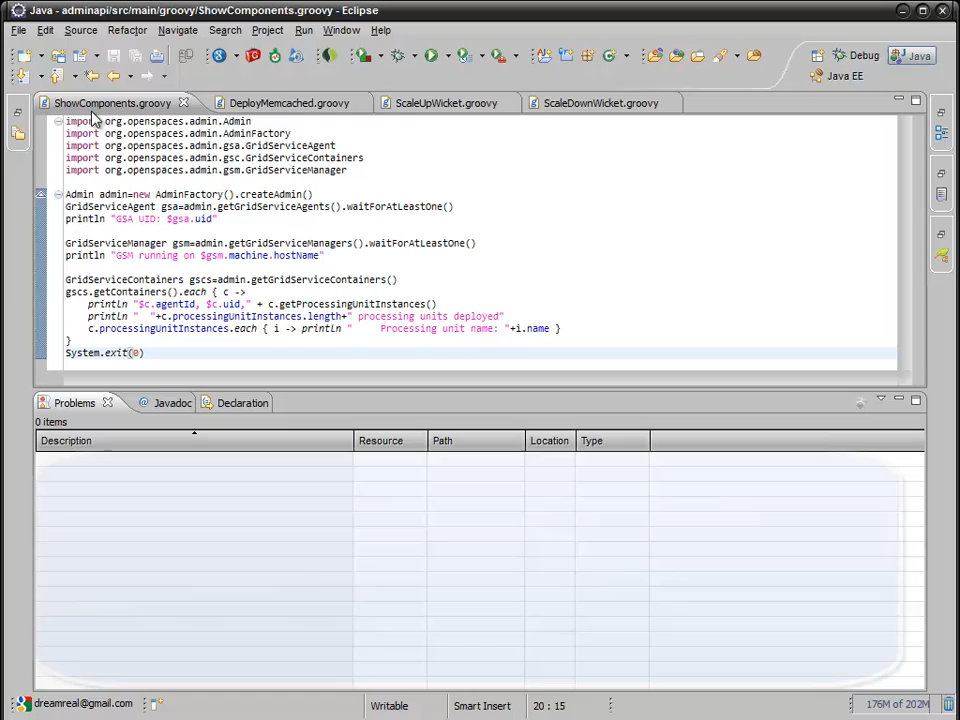 Java - adminapi/src/main/groovy/ShowComponents.groovy - Eclipse
File Edit Source Refactor Navigate Search Project Run Window Help
Debug Java
Java EE
ShowComponents.groovy DeployMemcached.groovy ScaleUpWicket.groovy ScaleDownWicket.groovy
import org.openspaces.admin.Admin
import org.openspaces.admin.AdminFactory
import org.openspaces.admin.gsa.GridServiceAgent
import org.openspaces.admin.gsc.GridServiceContainers
import org.openspaces.admin.gsm.GridServiceManager
Admin admin=new AdminFactory().createAdmin()
GridServiceAgent gsa=admin.getGridServiceAgents().waitForAtLeastOne()
println "GSA UID: $gsa.uid"
GridServiceManager gsm=admin.getGridServiceManagers().waitForAtLeastOne()
println "GSM running on $gsm.machine.hostName"
GridServiceContainers gscs=admin.getGridServiceContainers()
gscs.getContainers().each { c ->
println "$c.agentId, $c.uid," + c.getProcessingUnitInstances()
println "  "+c.processingUnitInstances.length+" processing units deployed"
c.processingUnitInstances.each { i -> println "     Processing unit name: "+i.name }
}
System.exit(0)
Problems @ Javadoc Declaration
0 items
Description Resource Path Location Type
dreamreal@gmail.com Writable Smart Insert 20 : 15 176M of 202M